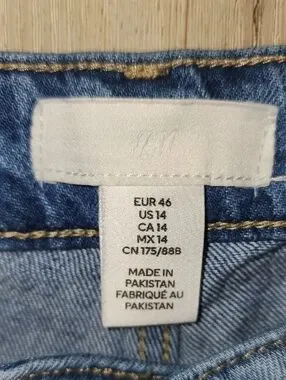 H&M
EUR 46
US 14
CA 14
MX 14
CN 175/88B
MADE IN
PAKISTAN
FABRIQUÉ AU
PAKISTAN